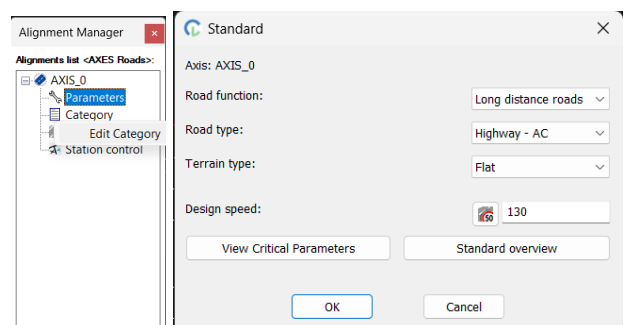 Alignment Manager
Alignments list <AXES Roads>:
AXIS_0
Parameters
Category
Edit Category
Station control
Standard
Axis: AXIS_0
Road function:
Long distance roads
Road type:
Highway - AC
Terrain type:
Flat
Design speed:
50
130
View Critical Parameters
Standard overview
OK
Cancel